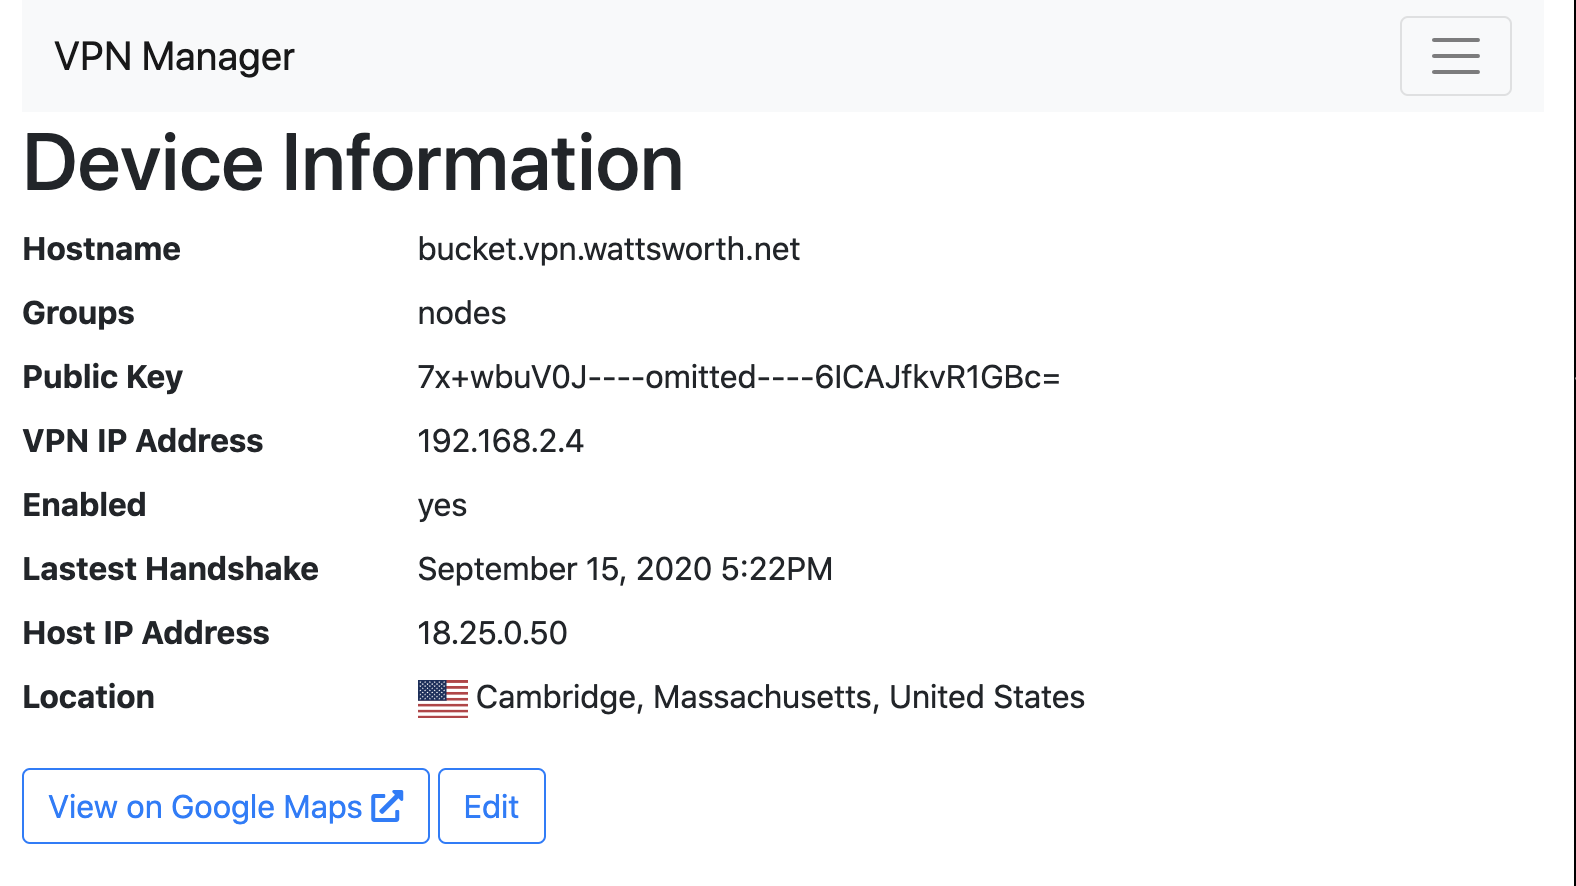 VPN Manager
Device Information
Hostname bucket.vpn.wattsworth.net
Groups nodes
Public Key 7x+wbuV0J----omitted----6ICAJfkvR1GBc=
VPN IP Address 192.168.2.4
Enabled yes
Lastest Handshake September 15, 2020 5:22PM
Host IP Address 18.25.0.50
Location Cambridge, Massachusetts, United States
View on Google Maps Edit